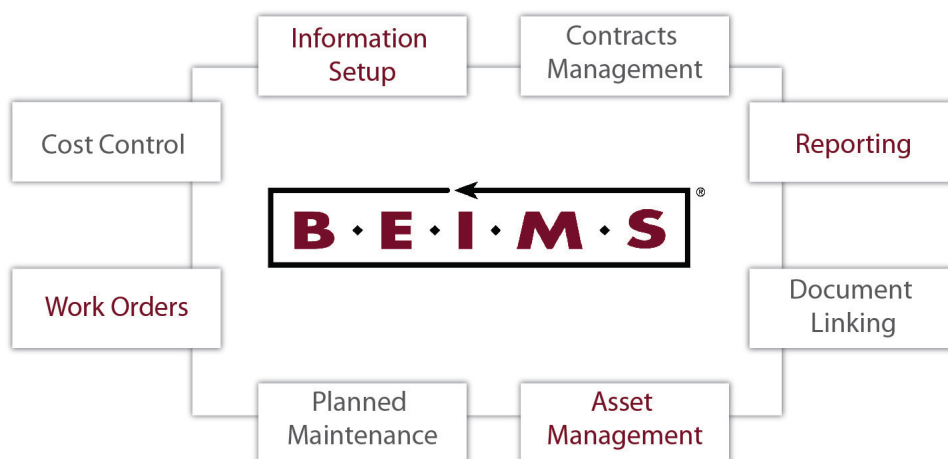 Information
Setup
Contracts
Management
Cost Control
Reporting
B·E·I·M·S®
Work Orders
Document
Linking
Planned
Maintenance
Asset
Management